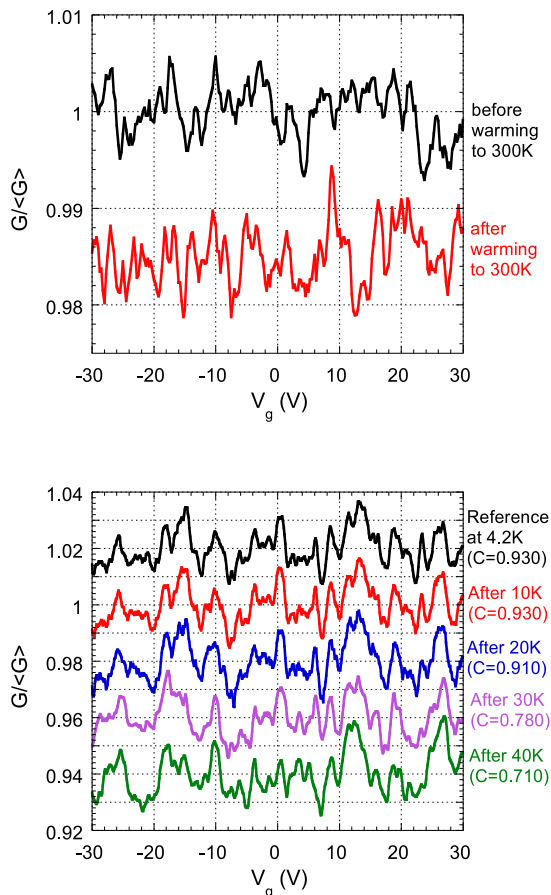 1.01
1
0.99
0.98
G/<G>
-30 -20 -10 0 10 20 30
V_g (V)
before
warming
to 300K
after
warming
to 300K
1.04
1.02
1
0.98
0.96
0.94
0.92
G/<G>
-30 -20 -10 0 10 20 30
V_g (V)
Reference
at 4.2K
(C=0.930)
After 10K
(C=0.930)
After 20K
(C=0.910)
After 30K
(C=0.780)
After 40K
(C=0.710)